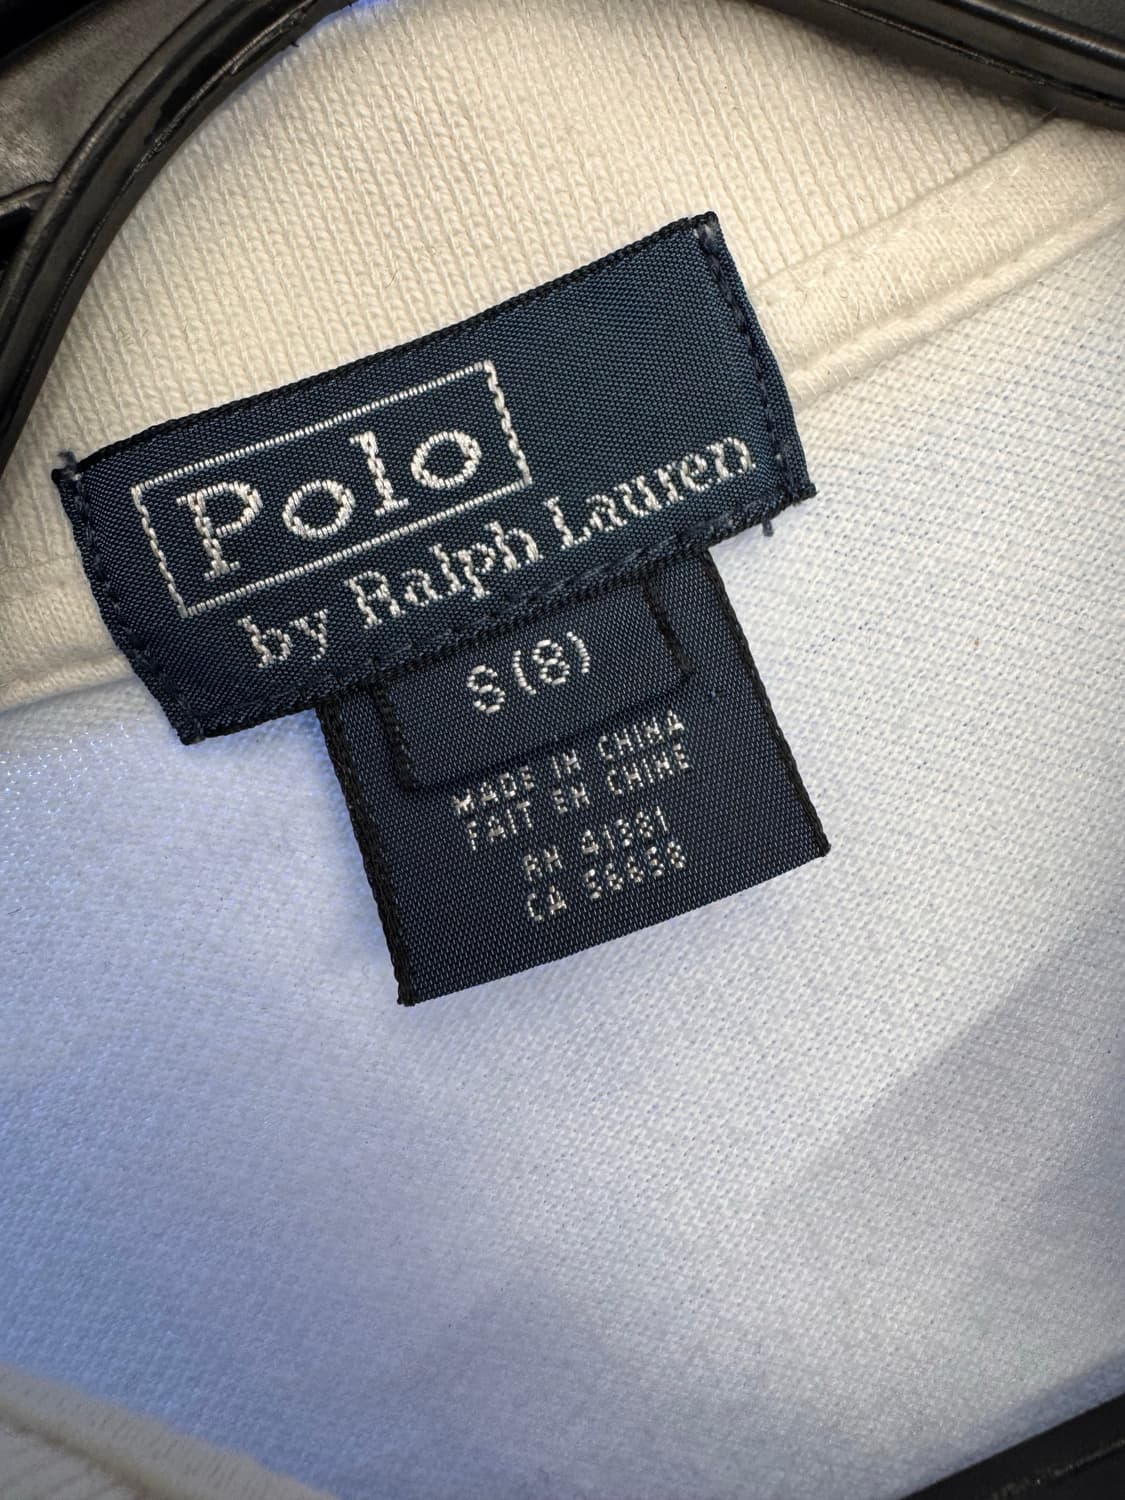 Polo
by Ralph Lauren
S(8)
MADE IN CHINA
FAIT EN CHINE
RN 41381
CA 56658